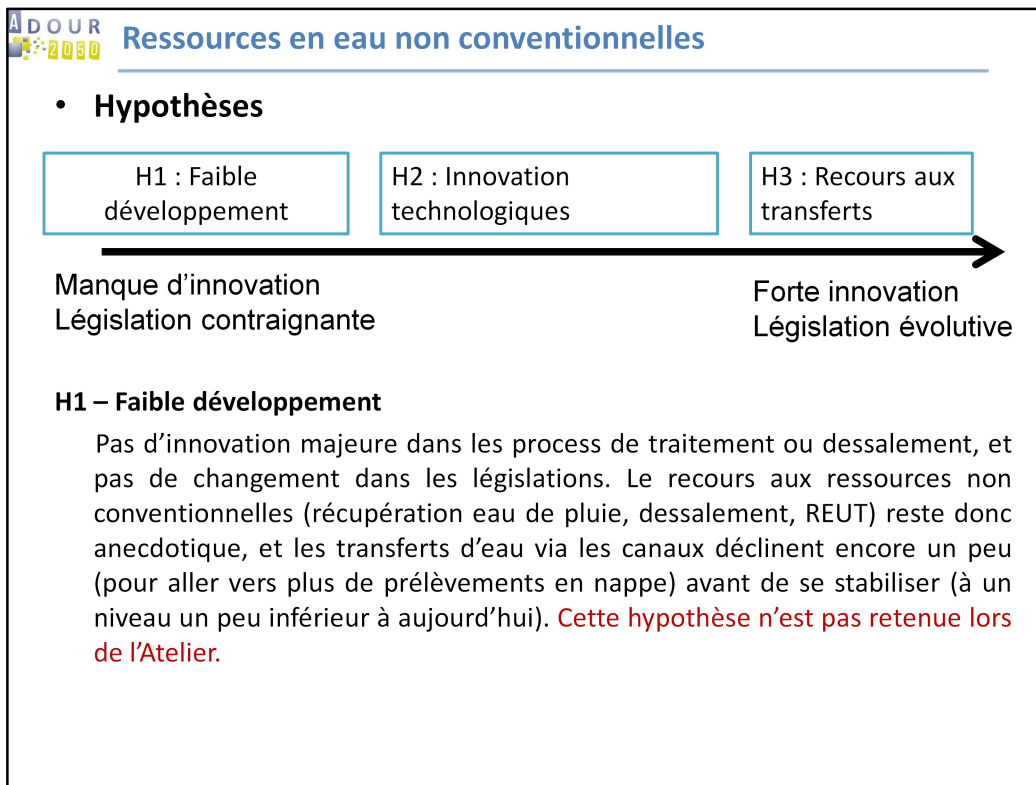 ADOUR
2050
Ressources en eau non conventionnelles
• Hypothèses
H1 : Faible
développement
H2 : Innovation
technologiques
H3 : Recours aux
transferts
Manque d’innovation
Législation contraignante
Forte innovation
Législation évolutive
H1 – Faible développement
Pas d’innovation majeure dans les process de traitement ou dessalement, et
pas de changement dans les législations. Le recours aux ressources non
conventionnelles (récupération eau de pluie, dessalement, REUT) reste donc
anecdotique, et les transferts d’eau via les canaux déclinent encore un peu
(pour aller vers plus de prélèvements en nappe) avant de se stabiliser (à un
niveau un peu inférieur à aujourd’hui). Cette hypothèse n’est pas retenue lors
de l’Atelier.